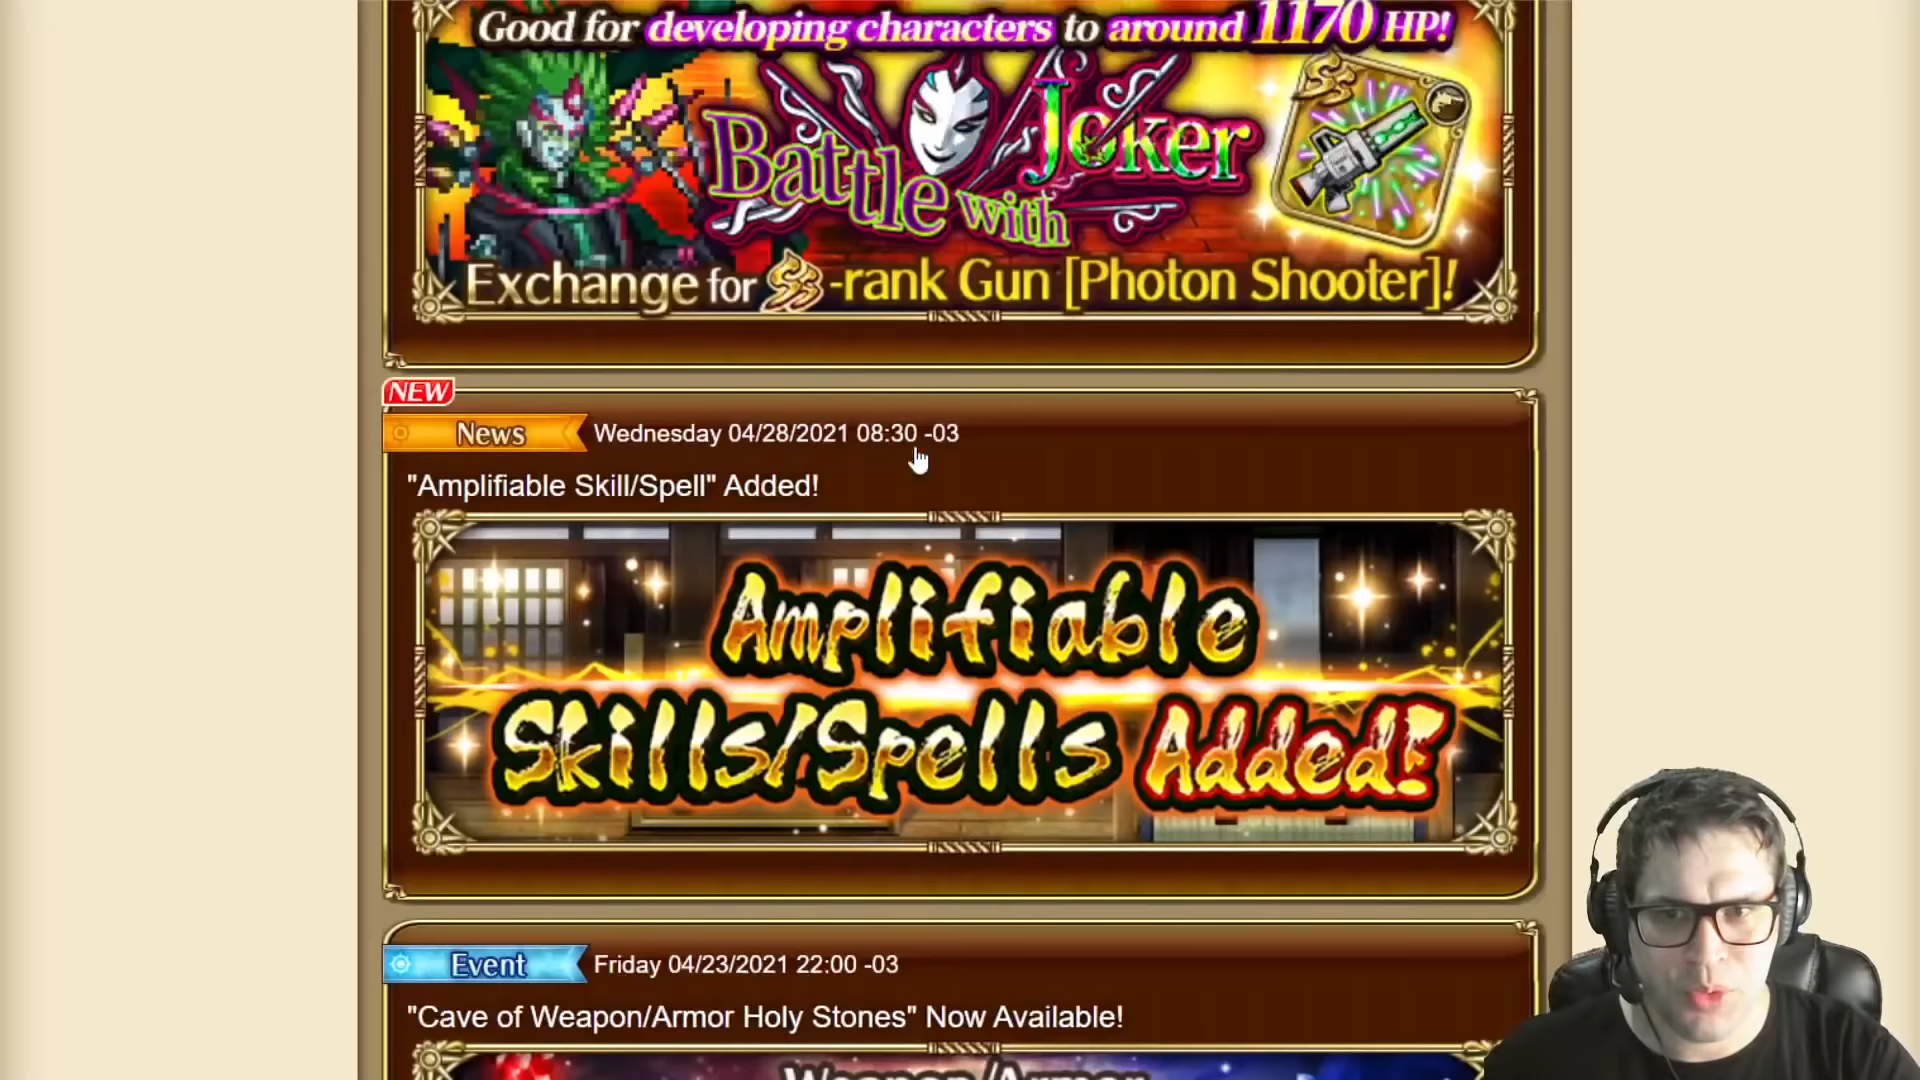 Good for developing characters to around 1170 HP!
Battle with Joker
Exchange for SS-rank Gun [Photon Shooter]!
NEW
News Wednesday 04/28/2021 08:30 -03
"Amplifiable Skill/Spell" Added!
Amplifiable
Skills/Spells Added!
Event Friday 04/23/2021 22:00 -03
"Cave of Weapon/Armor Holy Stones" Now Available!
Weapon/Armor